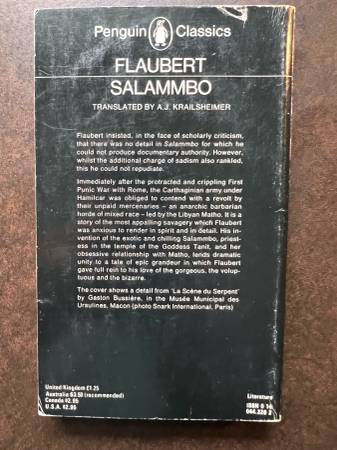 Penguin Classics
FLAUBERT
SALAMMBO
TRANSLATED BY A.J. KRAILSHEIMER
Flaubert insisted, in the face of scholarly criticism,
that there was no detail in Salammbo for which he
could not produce documentary authority. However,
whilst the additional charge of sadism also rankled,
this he could not repudiate.
Immediately after the protracted and crippling First
Punic War with Rome, the Carthaginian army under
Hamilcar was obliged to contend with a revolt by
their unpaid mercenaries – an anarchic barbarian
horde of mixed race – led by the Libyan Matho. It is a
story of the most appalling savagery which Flaubert
was anxious to render in spirit and in detail. His in-
vention of the exotic and chilling Salammbo, priest-
ess in the temple of the Goddess Tanit, and her
her obsessive relationship with Matho, lends dramatic
unity to a tale of epic grandeur in which Flaubert
gave full rein to his love of the gorgeous, the volup-
tuous and the bizarre.
The cover shows a detail from 'La Scène du Serpent'
by Gaston Bussière, in the Musée Municipal des
Ursulines, Macon (photo Snark International, Paris)
United Kingdom £1.25
Australia $3.50 (recommended)
Canada $2.95
U.S.A. $2.95
Literature
ISBN 0 14
044.328 2